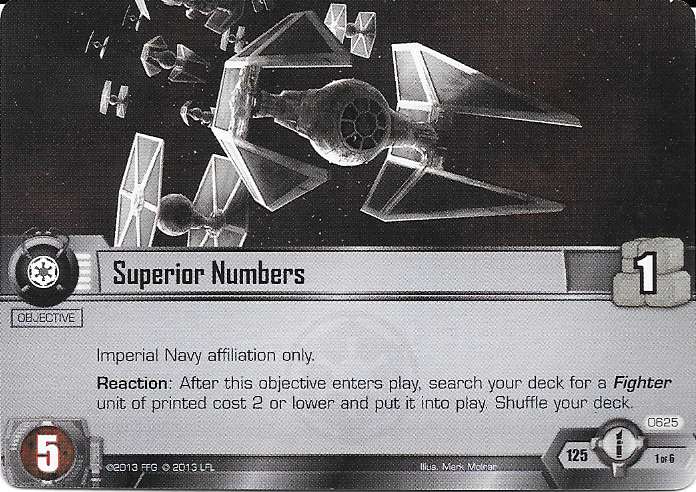 Superior Numbers
1
OBJECTIVE
Imperial Navy affiliation only.
Reaction: After this objective enters play, search your deck for a Fighter
unit of printed cost 2 or lower and put it into play. Shuffle your deck.
0625
5
©2013 FFG © 2013 LFL
Illus. Mark Molnar
125
1 OF 6